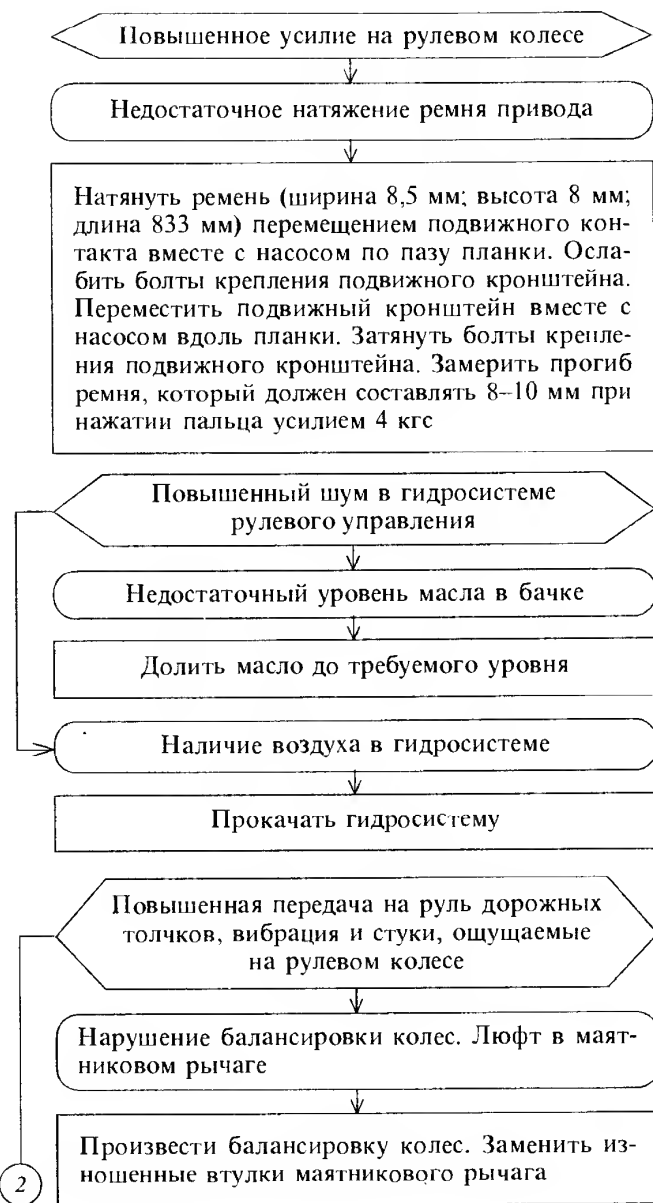 Повышенное усилие на рулевом колесе
Недостаточное натяжение ремня привода
Натянуть ремень (ширина 8,5 мм; высота 8 мм;
длина 833 мм) перемещением подвижного кон-
такта вместе с насосом по пазу планки. Осла-
бить болты крепления подвижного кронштейна.
Переместить подвижный кронштейн вместе с
насосом вдоль планки. Затянуть болты крепле-
ния подвижного кронштейна. Замерить прогиб
ремня, который должен составлять 8–10 мм при
нажатии пальца усилием 4 кгс
Повышенный шум в гидросистеме
рулевого управления
Недостаточный уровень масла в бачке
Долить масло до требуемого уровня
Наличие воздуха в гидросистеме
Прокачать гидросистему
Повышенная передача на руль дорожных
толчков, вибрация и стуки, ощущаемые
на рулевом колесе
Нарушение балансировки колес. Люфт в маят-
никовом рычаге
Произвести балансировку колес. Заменить из-
ношенные втулки маятникового рычага
2